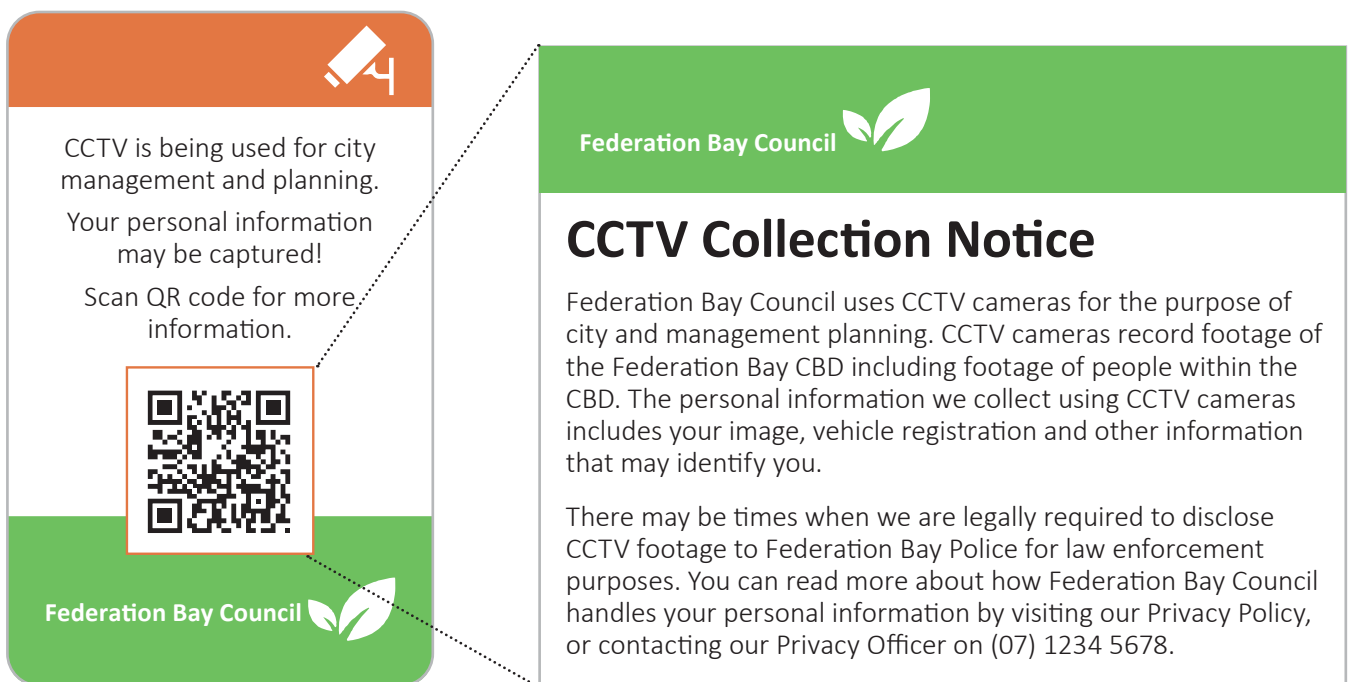 CCTV is being used for city
management and planning.
Your personal information
may be captured!
Scan QR code for more
information.
Federation Bay Council
Federation Bay Council
CCTV Collection Notice
Federation Bay Council uses CCTV cameras for the purpose of
city and management planning. CCTV cameras record footage of
the Federation Bay CBD including footage of people within the
CBD. The personal information we collect using CCTV cameras
includes your image, vehicle registration and other information
that may identify you.
There may be times when we are legally required to disclose
CCTV footage to Federation Bay Police for law enforcement
purposes. You can read more about how Federation Bay Council
handles your personal information by visiting our Privacy Policy,
or contacting our Privacy Officer on (07) 1234 5678.